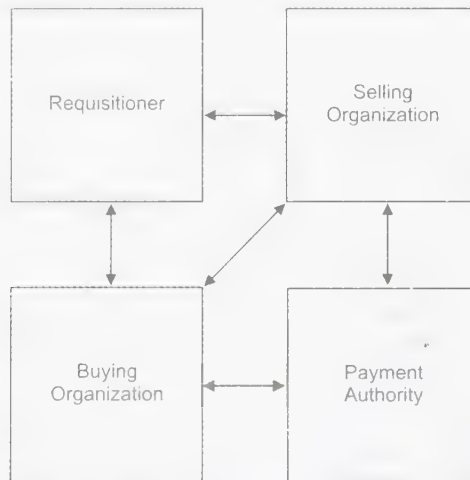 Requisitioner
Selling
Organization
Buying
Organization
Payment
Authority